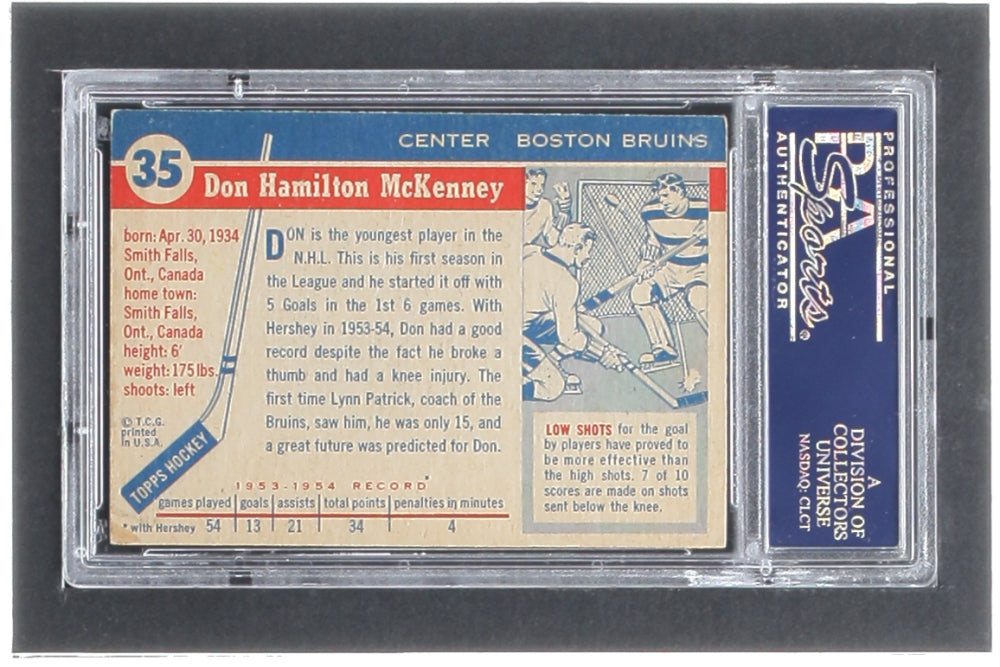 35
CENTER BOSTON BRUINS
Don Hamilton McKenney
born: Apr. 30, 1934
Smith Falls,
Ont., Canada
home town:
Smith Falls,
Ont., Canada
height: 6'
weight: 175 lbs.
shoots: left
© T.C.G.
printed
in U.S.A.
TOPPS HOCKEY
DON is the youngest player in the
N.H.L. This is his first season in
the League and he started it off with
5 Goals in the 1st 6 games. With
Hershey in 1953-54, Don had a good
record despite the fact he broke a
thumb and had a knee injury. The
first time Lynn Patrick, coach of the
Bruins, saw him, he was only 15, and
a great future was predicted for Don.
1953-1954 RECORD*
games played goals assists total points penalties in minutes
*with Hershey 54 13 21 34 4
LOW SHOTS for the goal
by players have proved to
be more effective than
the high shots. 7 of 10
scores are made on shots
sent below the knee.
PROFESSIONAL
PSA
Sports®
AUTHENTICATOR
A
DIVISION OF
COLLECTORS
UNIVERSE
NASDAQ: CLCT